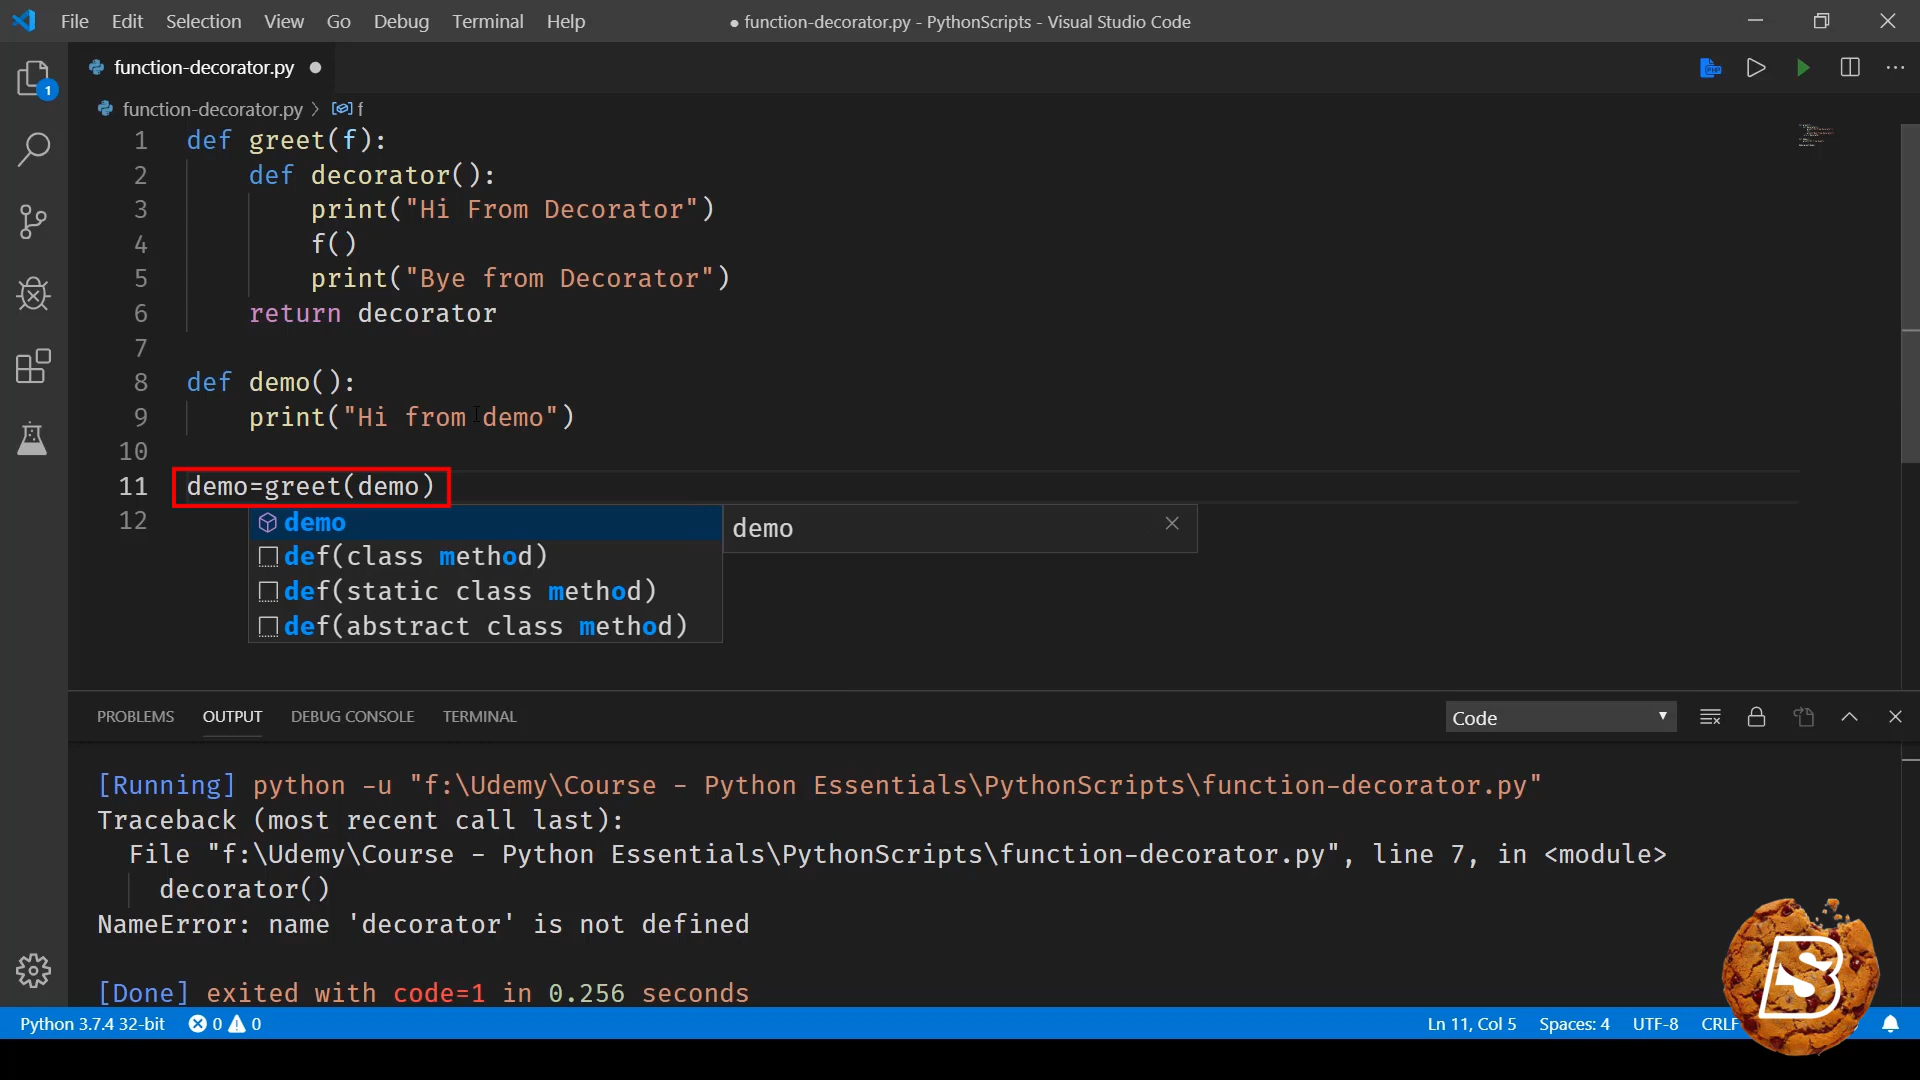 File Edit Selection View Go Debug Terminal Help
● function-decorator.py - PythonScripts - Visual Studio Code
function-decorator.py ●
1
function-decorator.py > f
1 def greet(f):
2 def decorator():
3 print("Hi From Decorator")
4 f()
5 print("Bye from Decorator")
6 return decorator
7
8 def demo():
9 print("Hi from demo")
10
11 demo=greet(demo)
12
demo
demo
def(class method)
def(static class method)
def(abstract class method)
PROBLEMS OUTPUT DEBUG CONSOLE TERMINAL
Code
[Running] python -u "f:\Udemy\Course - Python Essentials\PythonScripts\function-decorator.py"
Traceback (most recent call last):
File "f:\Udemy\Course - Python Essentials\PythonScripts\function-decorator.py", line 7, in <module>
decorator()
NameError: name 'decorator' is not defined
[Done] exited with code=1 in 0.256 seconds
Python 3.7.4 32-bit 0 0
Ln 11, Col 5 Spaces: 4 UTF-8 CRLF